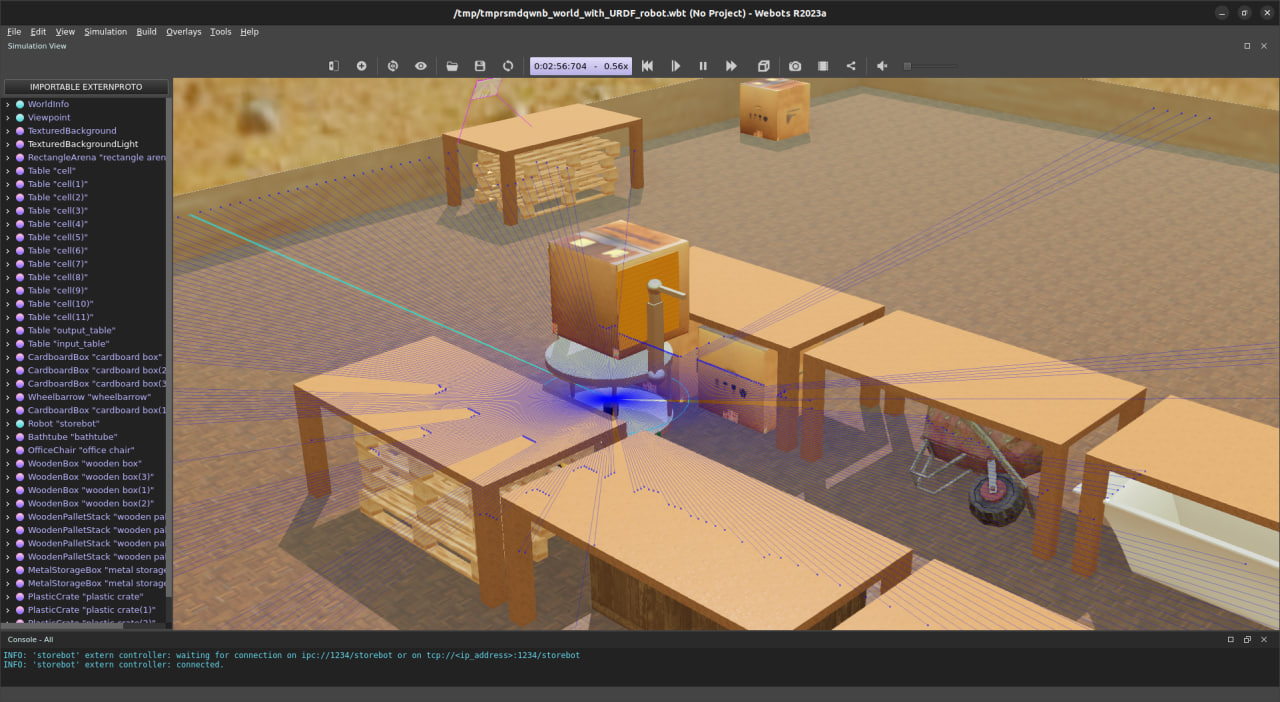 /tmp/tmprsmdqwnb_world_with_URDF_robot.wbt (No Project) - Webots R2023a
File Edit View Simulation Build Overlays Tools Help
Simulation View
0:02:56:704 - 0.56x
IMPORTABLE EXTERNPROTO
WorldInfo
Viewpoint
TexturedBackground
TexturedBackgroundLight
RectangleArena "rectangle aren
Table "cell"
Table "cell(1)"
Table "cell(2)"
Table "cell(3)"
Table "cell(4)"
Table "cell(5)"
Table "cell(6)"
Table "cell(7)"
Table "cell(8)"
Table "cell(9)"
Table "cell(10)"
Table "cell(11)"
Table "output_table"
Table "input_table"
CardboardBox "cardboard box"
CardboardBox "cardboard box(2
CardboardBox "cardboard box(3
Wheelbarrow "wheelbarrow"
CardboardBox "cardboard box(1
Robot "storebot"
Bathtube "bathtube"
OfficeChair "office chair"
WoodenBox "wooden box"
WoodenBox "wooden box(3)"
WoodenBox "wooden box(1)"
WoodenBox "wooden box(2)"
WoodenPalletStack "wooden pal
WoodenPalletStack "wooden pal
WoodenPalletStack "wooden pal
WoodenPalletStack "wooden pal
MetalStorageBox "metal storage
MetalStorageBox "metal storage
PlasticCrate "plastic crate"
PlasticCrate "plastic crate(1)"
PlasticCrate "plastic crate(2)"
Console - All
INFO: 'storebot' extern controller: waiting for connection on ipc://1234/storebot or on tcp://<ip_address>:1234/storebot
INFO: 'storebot' extern controller: connected.